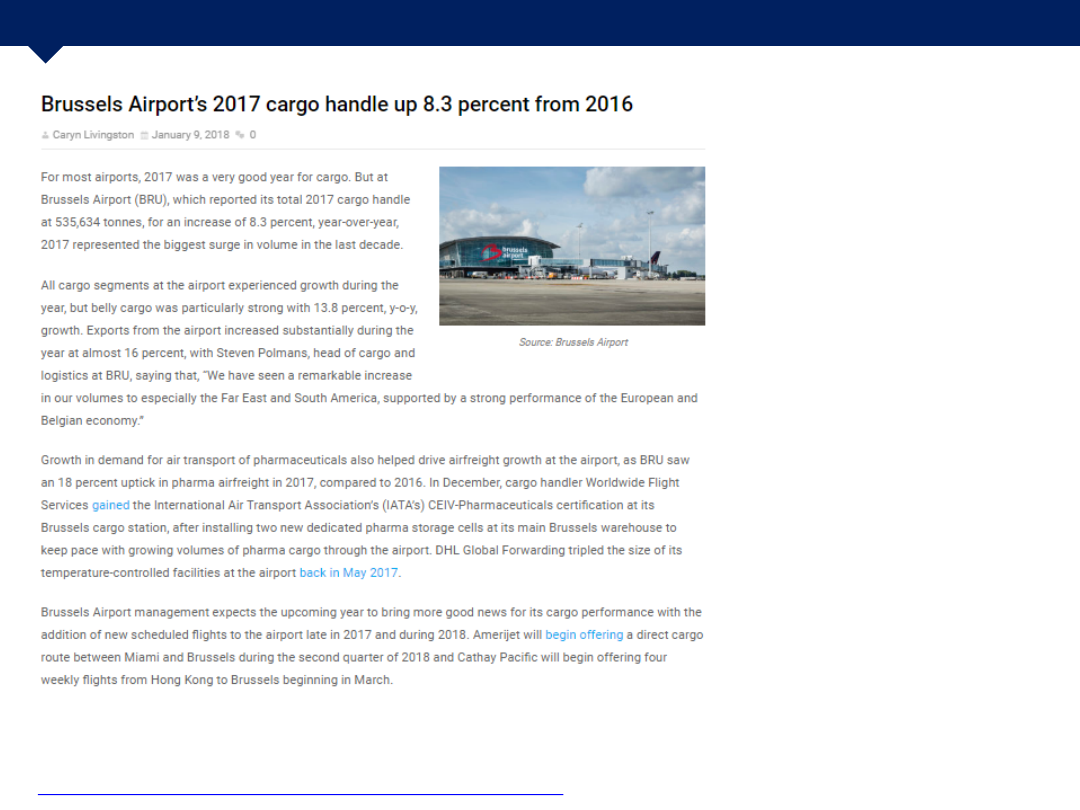 Brussels Airport’s 2017 cargo handle up 8.3 percent from 2016
Caryn Livingston January 9, 2018 0
For most airports, 2017 was a very good year for cargo. But at
Brussels Airport (BRU), which reported its total 2017 cargo handle
at 535,634 tonnes, for an increase of 8.3 percent, year-over-year,
2017 represented the biggest surge in volume in the last decade.
brussels
airport
Source: Brussels Airport
All cargo segments at the airport experienced growth during the
year, but belly cargo was particularly strong with 13.8 percent, y-o-y,
growth. Exports from the airport increased substantially during the
year at almost 16 percent, with Steven Polmans, head of cargo and
logistics at BRU, saying that, “We have seen a remarkable increase
in our volumes to especially the Far East and South America, supported by a strong performance of the European and
Belgian economy.”
Growth in demand for air transport of pharmaceuticals also helped drive airfreight growth at the airport, as BRU saw
an 18 percent uptick in pharma airfreight in 2017, compared to 2016. In December, cargo handler Worldwide Flight
Services gained the International Air Transport Association’s (IATA’s) CEIV-Pharmaceuticals certification at its
Brussels cargo station, after installing two new dedicated pharma storage cells at its main Brussels warehouse to
keep pace with growing volumes of pharma cargo through the airport. DHL Global Forwarding tripled the size of its
temperature-controlled facilities at the airport back in May 2017.
Brussels Airport management expects the upcoming year to bring more good news for its cargo performance with the
addition of new scheduled flights to the airport late in 2017 and during 2018. Amerijet will begin offering a direct cargo
route between Miami and Brussels during the second quarter of 2018 and Cathay Pacific will begin offering four
weekly flights from Hong Kong to Brussels beginning in March.